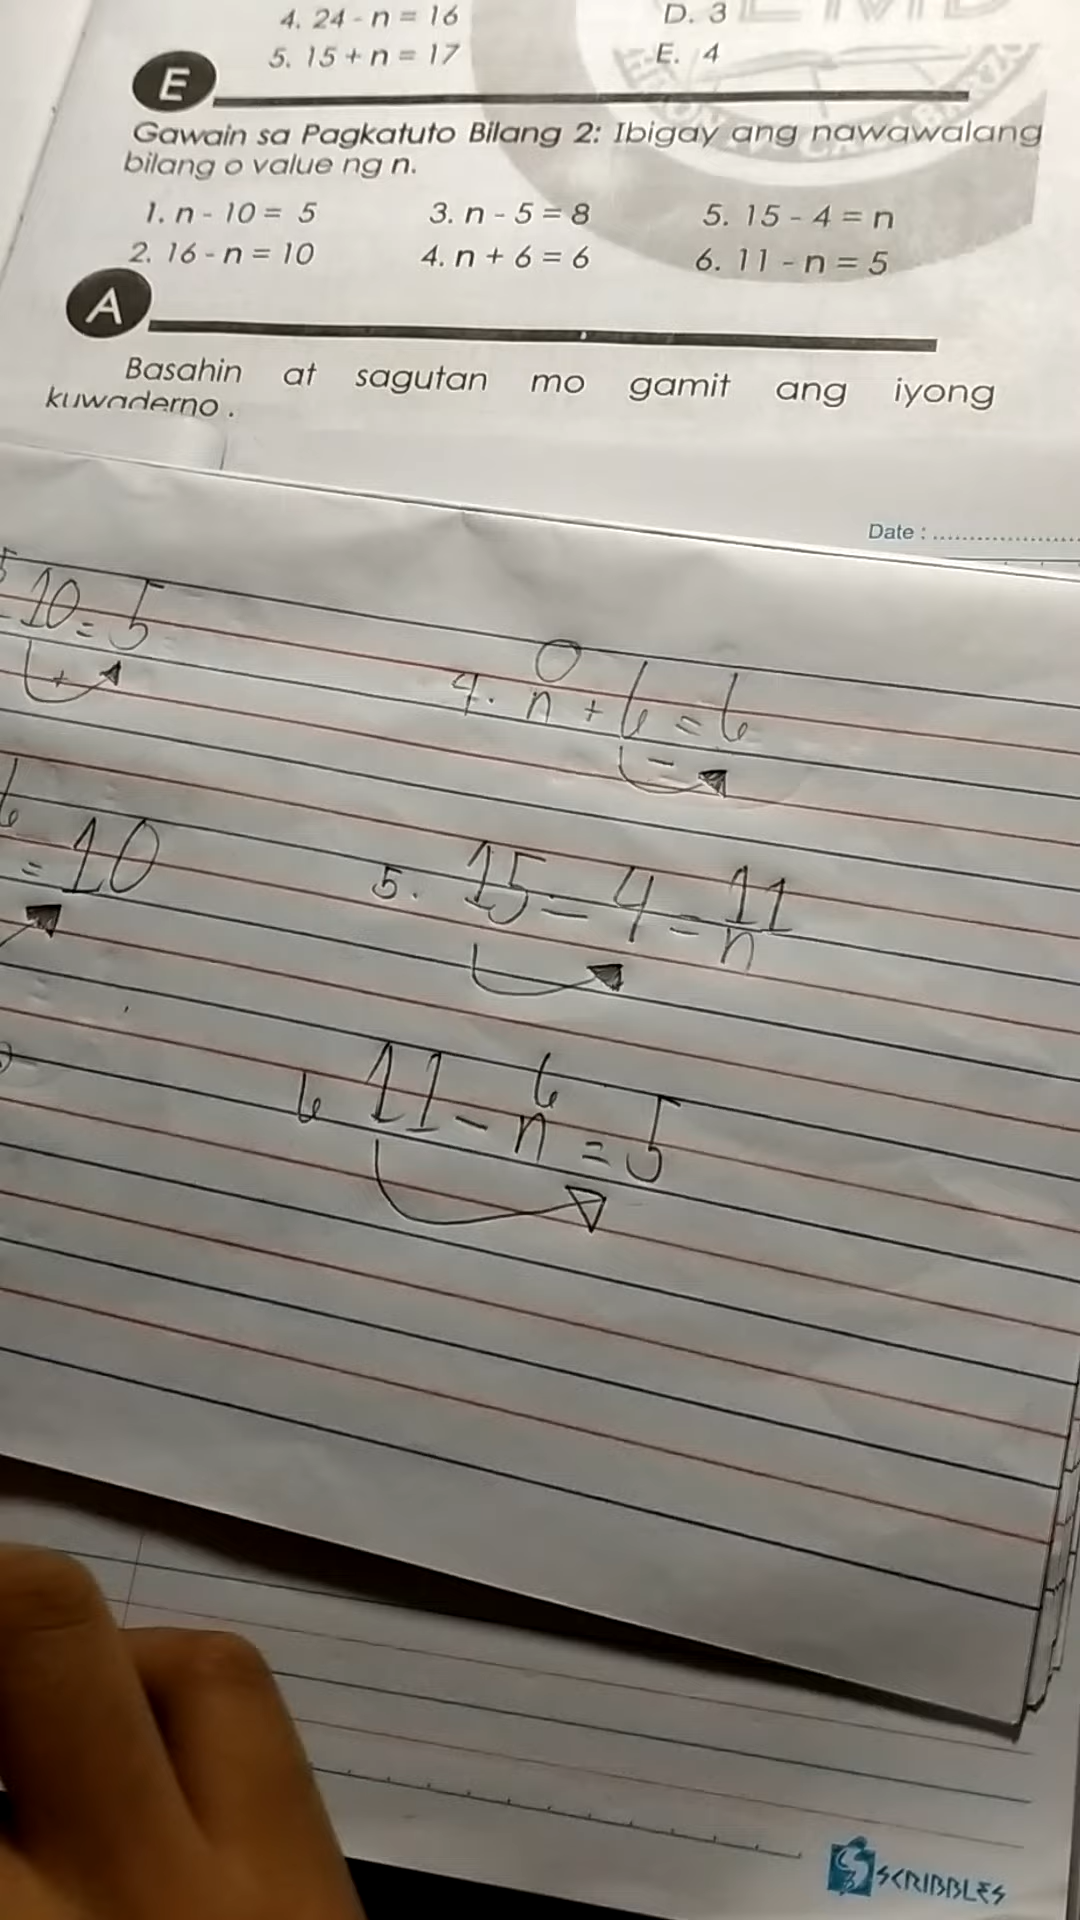 4. 24 - n = 16 D. 3
5. 15 + n = 17 E. 4
E
Gawain sa Pagkatuto Bilang 2: Ibigay ang nawawalang
bilang o value ng n.
1. n - 10 = 5 3. n - 5 = 8 5. 15 - 4 = n
2. 16 - n = 10 4. n + 6 = 6 6. 11 - n = 5
A
Basahin at sagutan mo gamit ang iyong
kuwaderno.
Date :
- 10 = 5
+
0
4. n + 6 = 6
-
6
= 10
5. 15 - 4 = 11
n
6
6 11 - n = 5
SCRIBBLES